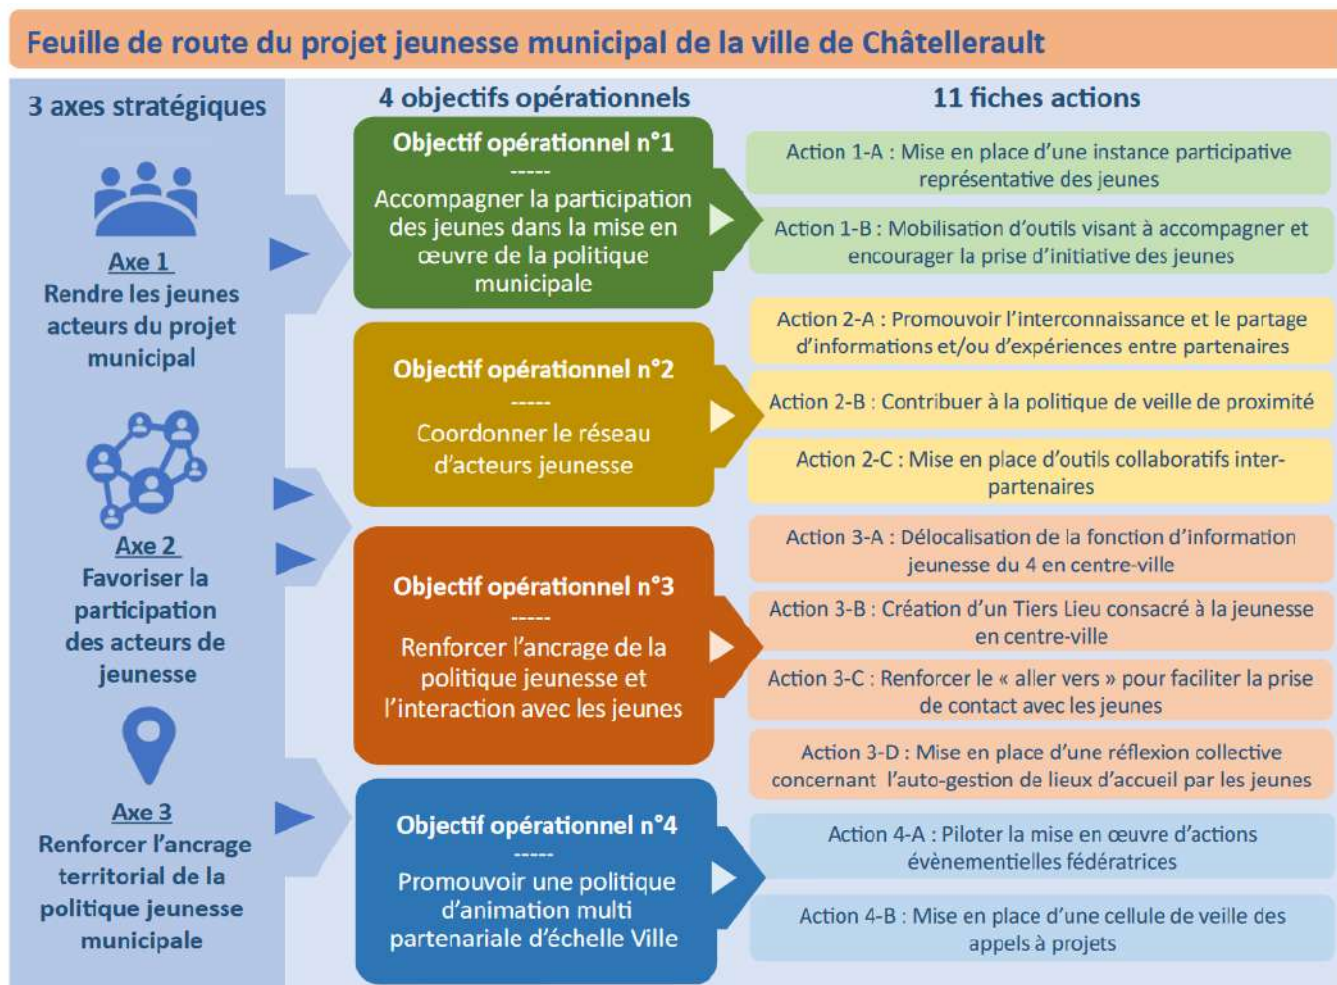 Feuille de route du projet jeunesse municipal de la ville de Châtellerault
3 axes stratégiques
Axe 1
Rendre les jeunes
acteurs du projet
municipal
Axe 2
Favoriser la
participation
des acteurs de
jeunesse
Axe 3
Renforcer l'ancrage
territorial de la
politique jeunesse
municipale
4 objectifs opérationnels
Objectif opérationnel n°1
-----
Accompagner la participation
des jeunes dans la mise en
œuvre de la politique
municipale
Objectif opérationnel n°2
-----
Coordonner le réseau
d'acteurs jeunesse
Objectif opérationnel n°3
-----
Renforcer l'ancrage de la
politique jeunesse et
l'interaction avec les jeunes
Objectif opérationnel n°4
-----
Promouvoir une politique
d'animation multi
partenariale d'échelle Ville
11 fiches actions
Action 1-A : Mise en place d'une instance participative
représentative des jeunes
Action 1-B : Mobilisation d'outils visant à accompagner et
encourager la prise d'initiative des jeunes
Action 2-A : Promouvoir l'interconnaissance et le partage
d'informations et/ou d'expériences entre partenaires
Action 2-B : Contribuer à la politique de veille de proximité
Action 2-C : Mise en place d'outils collaboratifs inter-
partenaires
Action 3-A : Délocalisation de la fonction d'information
jeunesse du 4 en centre-ville
Action 3-B : Création d'un Tiers Lieu consacré à la jeunesse
en centre-ville
Action 3-C : Renforcer le « aller vers » pour faciliter la prise
de contact avec les jeunes
Action 3-D : Mise en place d'une réflexion collective
concernant l'auto-gestion de lieux d'accueil par les jeunes
Action 4-A : Piloter la mise en œuvre d'actions
évènementielles fédératrices
Action 4-B : Mise en place d'une cellule de veille des
appels à projets